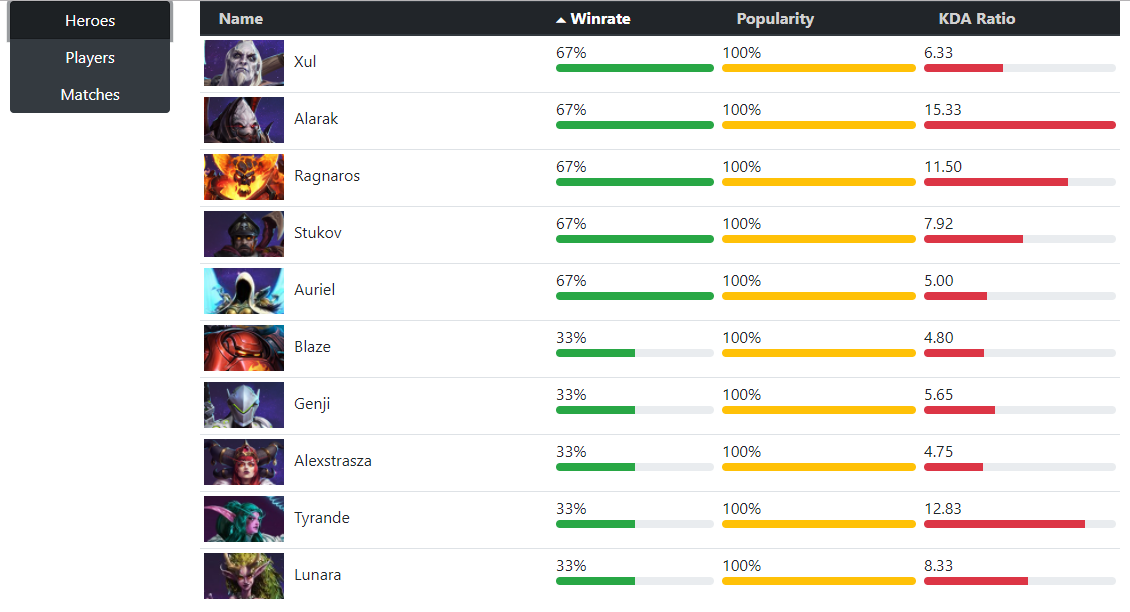 Heroes
Players
Matches
Name Winrate Popularity KDA Ratio
Xul 67% 100% 6.33
Alarak 67% 100% 15.33
Ragnaros 67% 100% 11.50
Stukov 67% 100% 7.92
Auriel 67% 100% 5.00
Blaze 33% 100% 4.80
Genji 33% 100% 5.65
Alexstrasza 33% 100% 4.75
Tyrande 33% 100% 12.83
Lunara 33% 100% 8.33